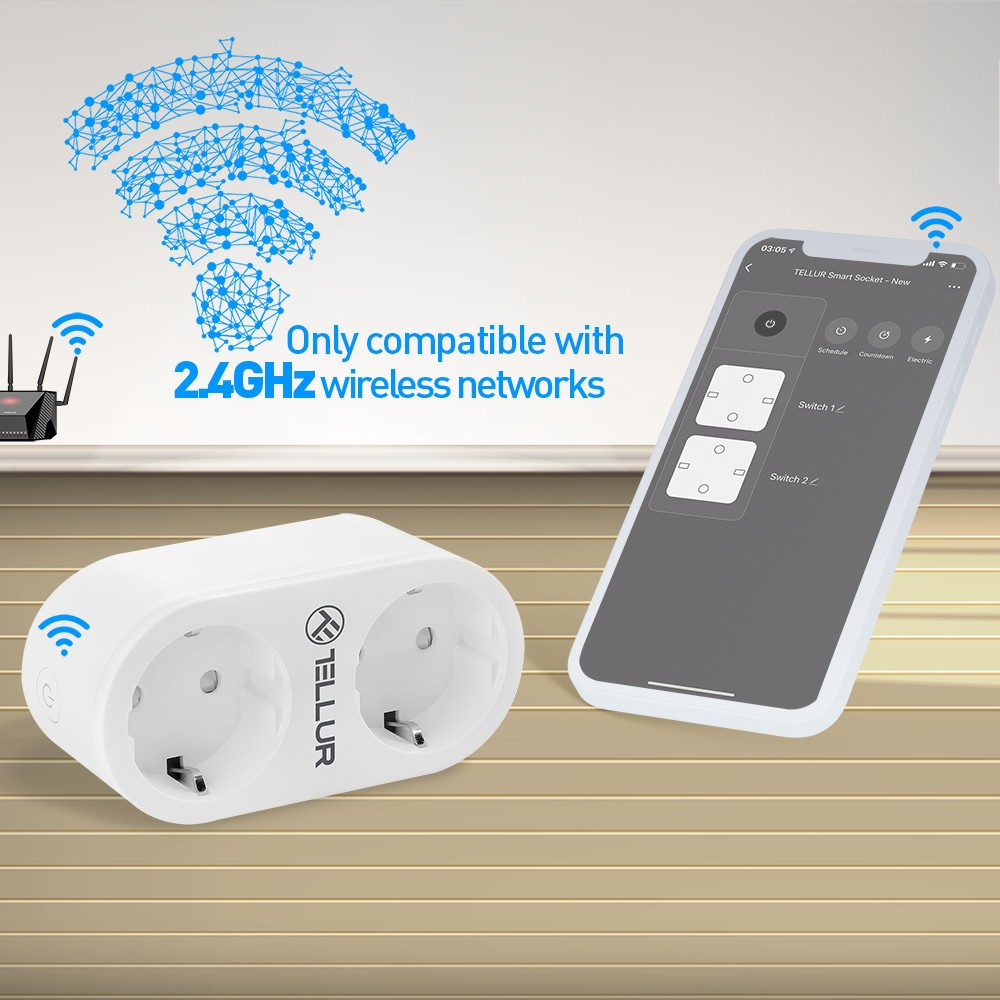 Only compatible with
2.4GHz wireless networks
03:05
TELLUR Smart Socket - New
Schedule
Countdown
Electric
Switch 1
Switch 2
TELLUR